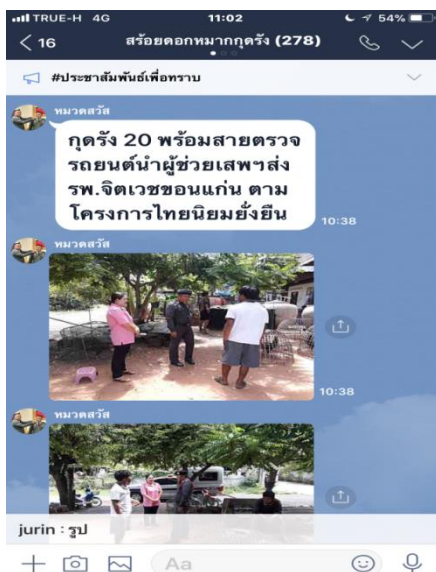 TRUE-H 4G 11:02 54%
16 สร้อยดอกหมากกุดรัง (278)
#ประชาสัมพันธ์เพื่อทราบ
หมวดสวัส
กุดรัง 20 พร้อมสายตรวจ
รถยนต์นำผู้ช่วยเสพฯส่ง
รพ.จิตเวชขอนแก่น ตาม
โครงการไทยนิยมยั่งยืน
10:38
หมวดสวัส
10:38
หมวดสวัส
jurin : รูป
Aa